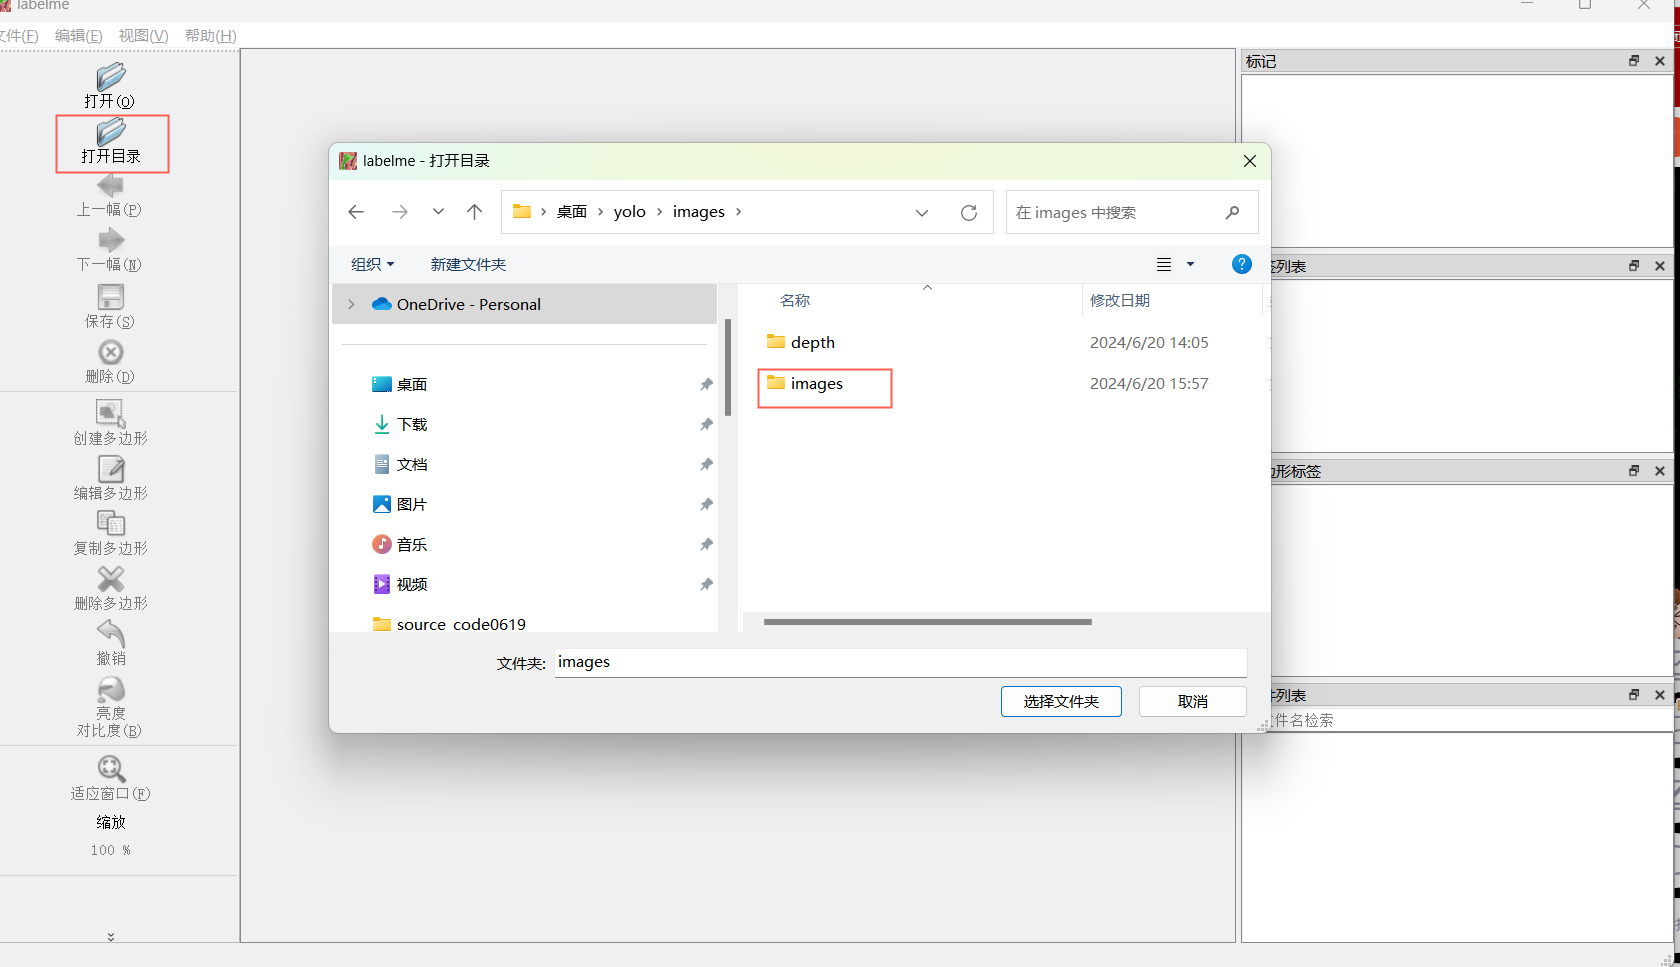 labelme
文件(F) 编辑(E) 视图(V) 帮助(H)
打开(O)
打开目录
上一幅(P)
下一幅(N)
保存(S)
删除(D)
创建多边形
编辑多边形
复制多边形
删除多边形
撤销
亮度
对比度(B)
适应窗口(F)
缩放
100 %
labelme - 打开目录
桌面 › yolo › images ›
在 images 中搜索
组织 新建文件夹
?
OneDrive - Personal
桌面
下载
文档
图片
音乐
视频
source_code0619
名称 修改日期
depth 2024/6/20 14:05
images 2024/6/20 15:57
文件夹: images
选择文件夹 取消
标记
列表
形标签
列表
件名检索